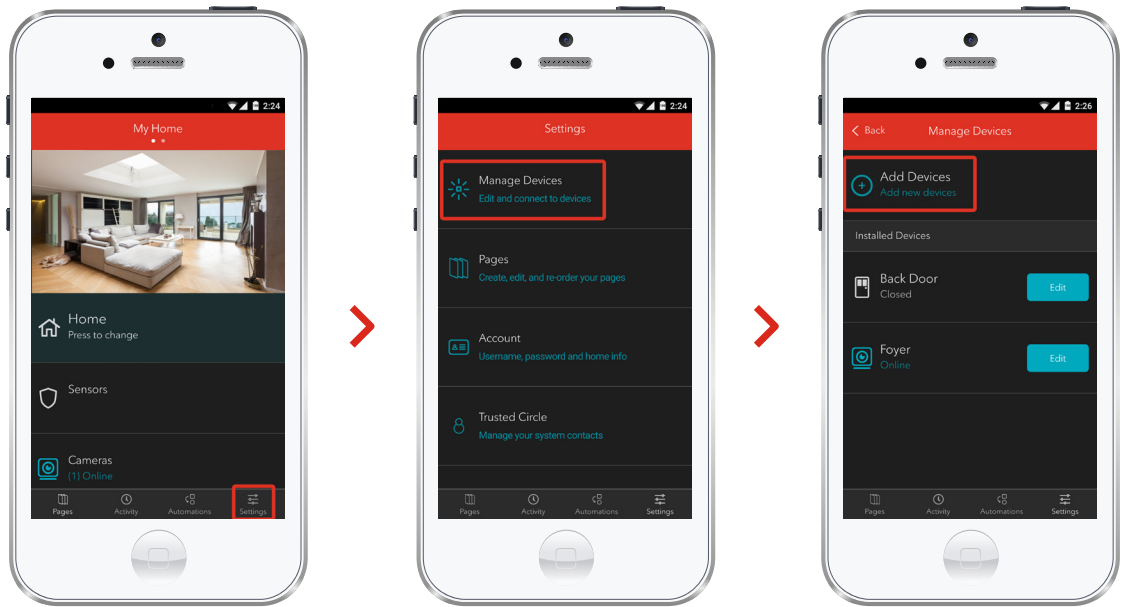 2:24
My Home
Home
Press to change
Sensors
Cameras
(1) Online
Pages
Activity
Automations
Settings
2:24
Settings
Manage Devices
Edit and connect to devices
Pages
Create, edit, and re-order your pages
Account
Username, password and home info
Trusted Circle
Manage your system contacts
Pages
Activity
Automations
Settings
2:26
Back
Manage Devices
Add Devices
Add new devices
Installed Devices
Back Door
Closed
Edit
Foyer
Online
Edit
Pages
Activity
Automations
Settings